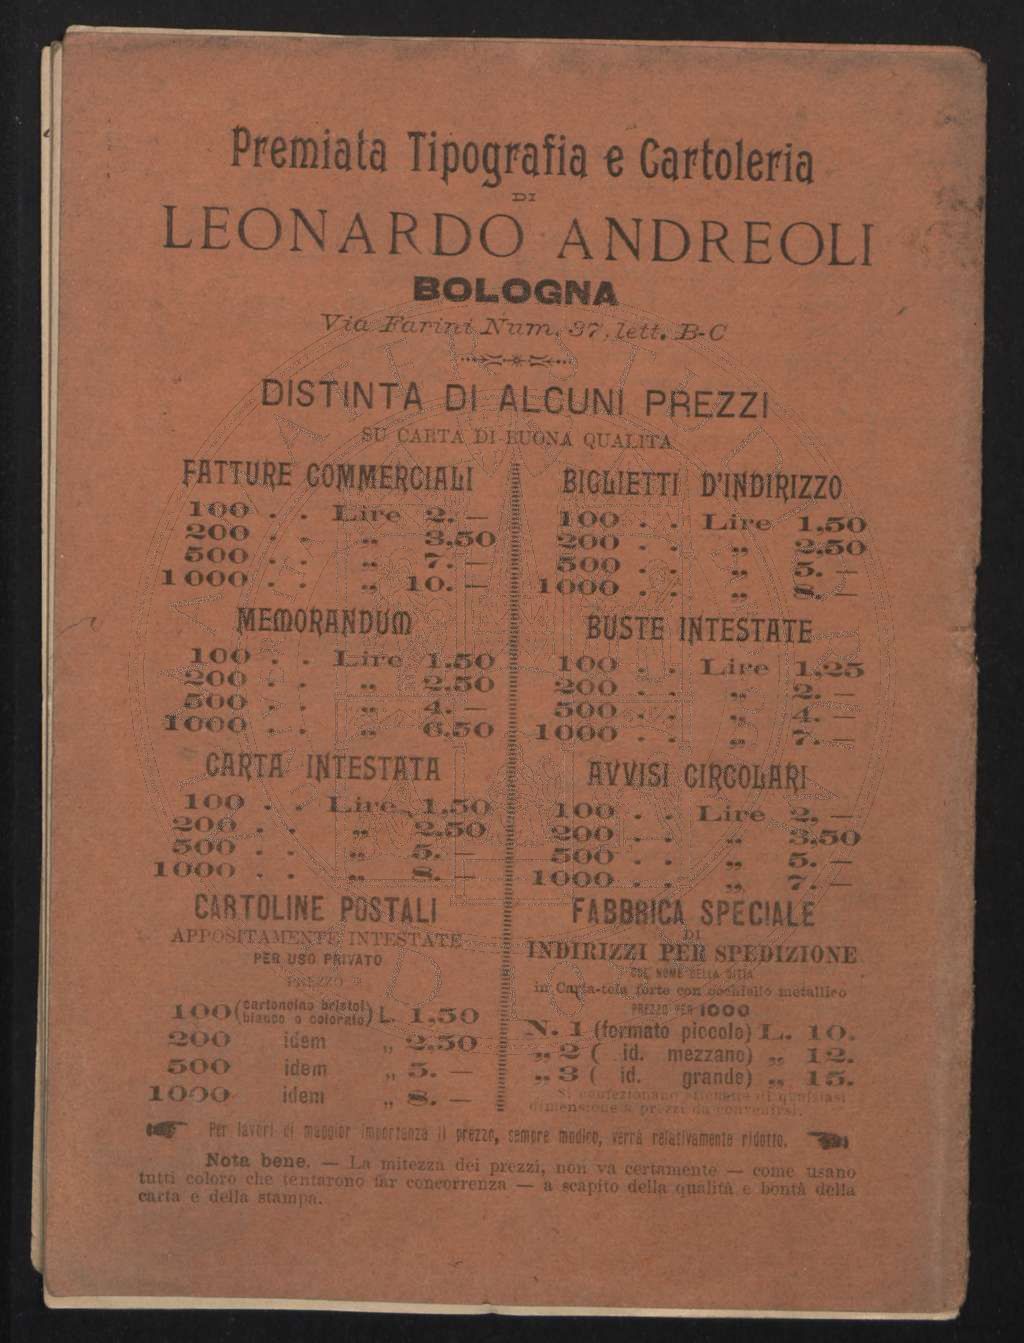 Premiata Tipografia e Cartoleria
DI
LEONARDO ANDREOLI
BOLOGNA
Via Farini Num. 37, lett. B-C
DISTINTA DI ALCUNI PREZZI
SU CARTA DI BUONA QUALITA
FATTURE COMMERCIALI
100 . . Lire 2. —
200 . . „ 3,50
500 . . „ 7. —
1000 . . „ 10. —
MEMORANDUM
100 . . Lire 1.50
200 . . „ 2.50
500 . . „ 4. —
1000 . . „ 6,50
CARTA INTESTATA
100 . . Lire 1.50
200 . . „ 2.50
500 . . „ 5. —
1000 . . „ 8. —
CARTOLINE POSTALI
APPOSITAMENTE INTESTATE
PER USO PRIVATO
PREZZO
100 (cartoncino bristol
bianco o colorato) L. 1.50
200 idem „ 2.50
500 idem „ 5. —
1000 idem „ 8. —
BIGLIETTI D'INDIRIZZO
100 . . Lire 1,50
200 . . „ 2,50
500 . . „ 5. —
1000 . . „ 8. —
BUSTE INTESTATE
100 . . Lire 1,25
200 . . „ 2. —
500 . . „ 4. —
1000 . . „ 7. —
AVVISI CIRCOLARI
100 . . Lire 2, —
200 . . „ 3,50
500 . . „ 5. —
1000 . . „ 7. —
FABBRICA SPECIALE
DI
INDIRIZZI PER SPEDIZIONE
COL NOME DELLA DITTA
in Carta-tela forte con occhiello metallico
PREZZO PER 1000
N. 1 (formato piccolo) L. 10.
„ 2 ( id. mezzano) „ 12.
„ 3 ( id. grande) „ 15.
Si confezionano etichette di qualsiasi
dimensione a prezzi da convenirsi.
Per lavori di maggior importanza il prezzo, sempre modico, verrà relativamente ridotto.
Nota bene. — La mitezza dei prezzi, non va certamente — come usano
tutti coloro che tentarono far concorrenza — a scapito della qualità e bontà della
carta e della stampa.